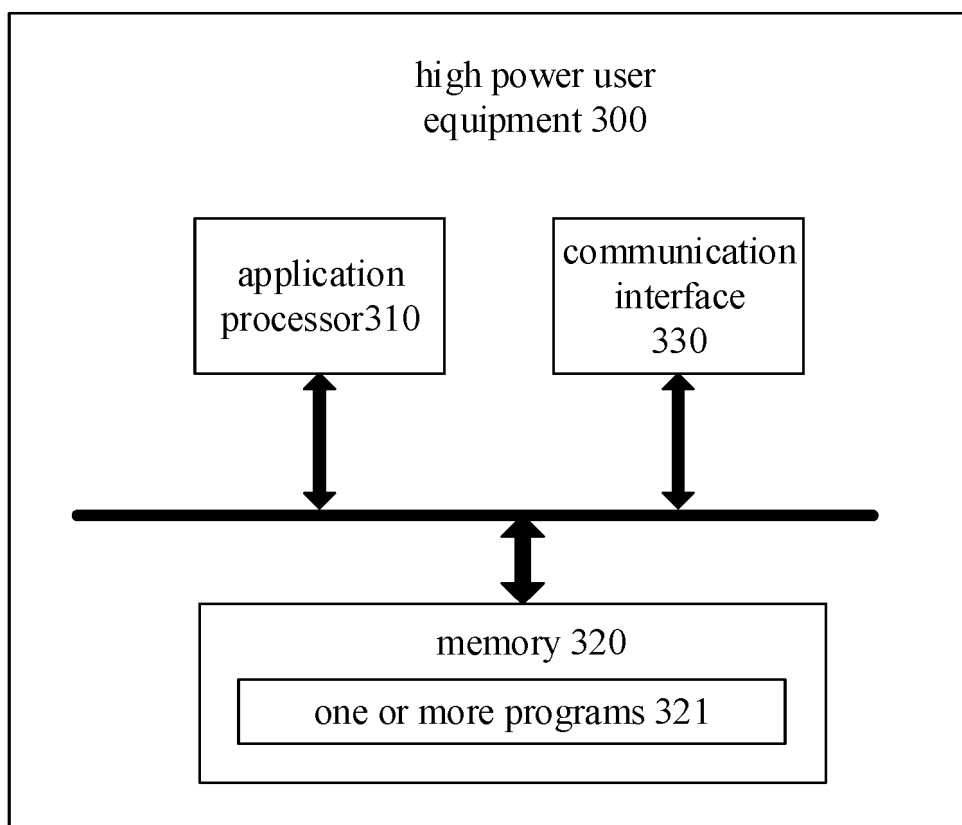 high power user
equipment 300
application
processor310
communication
interface
330
memory 320
one or more programs 321